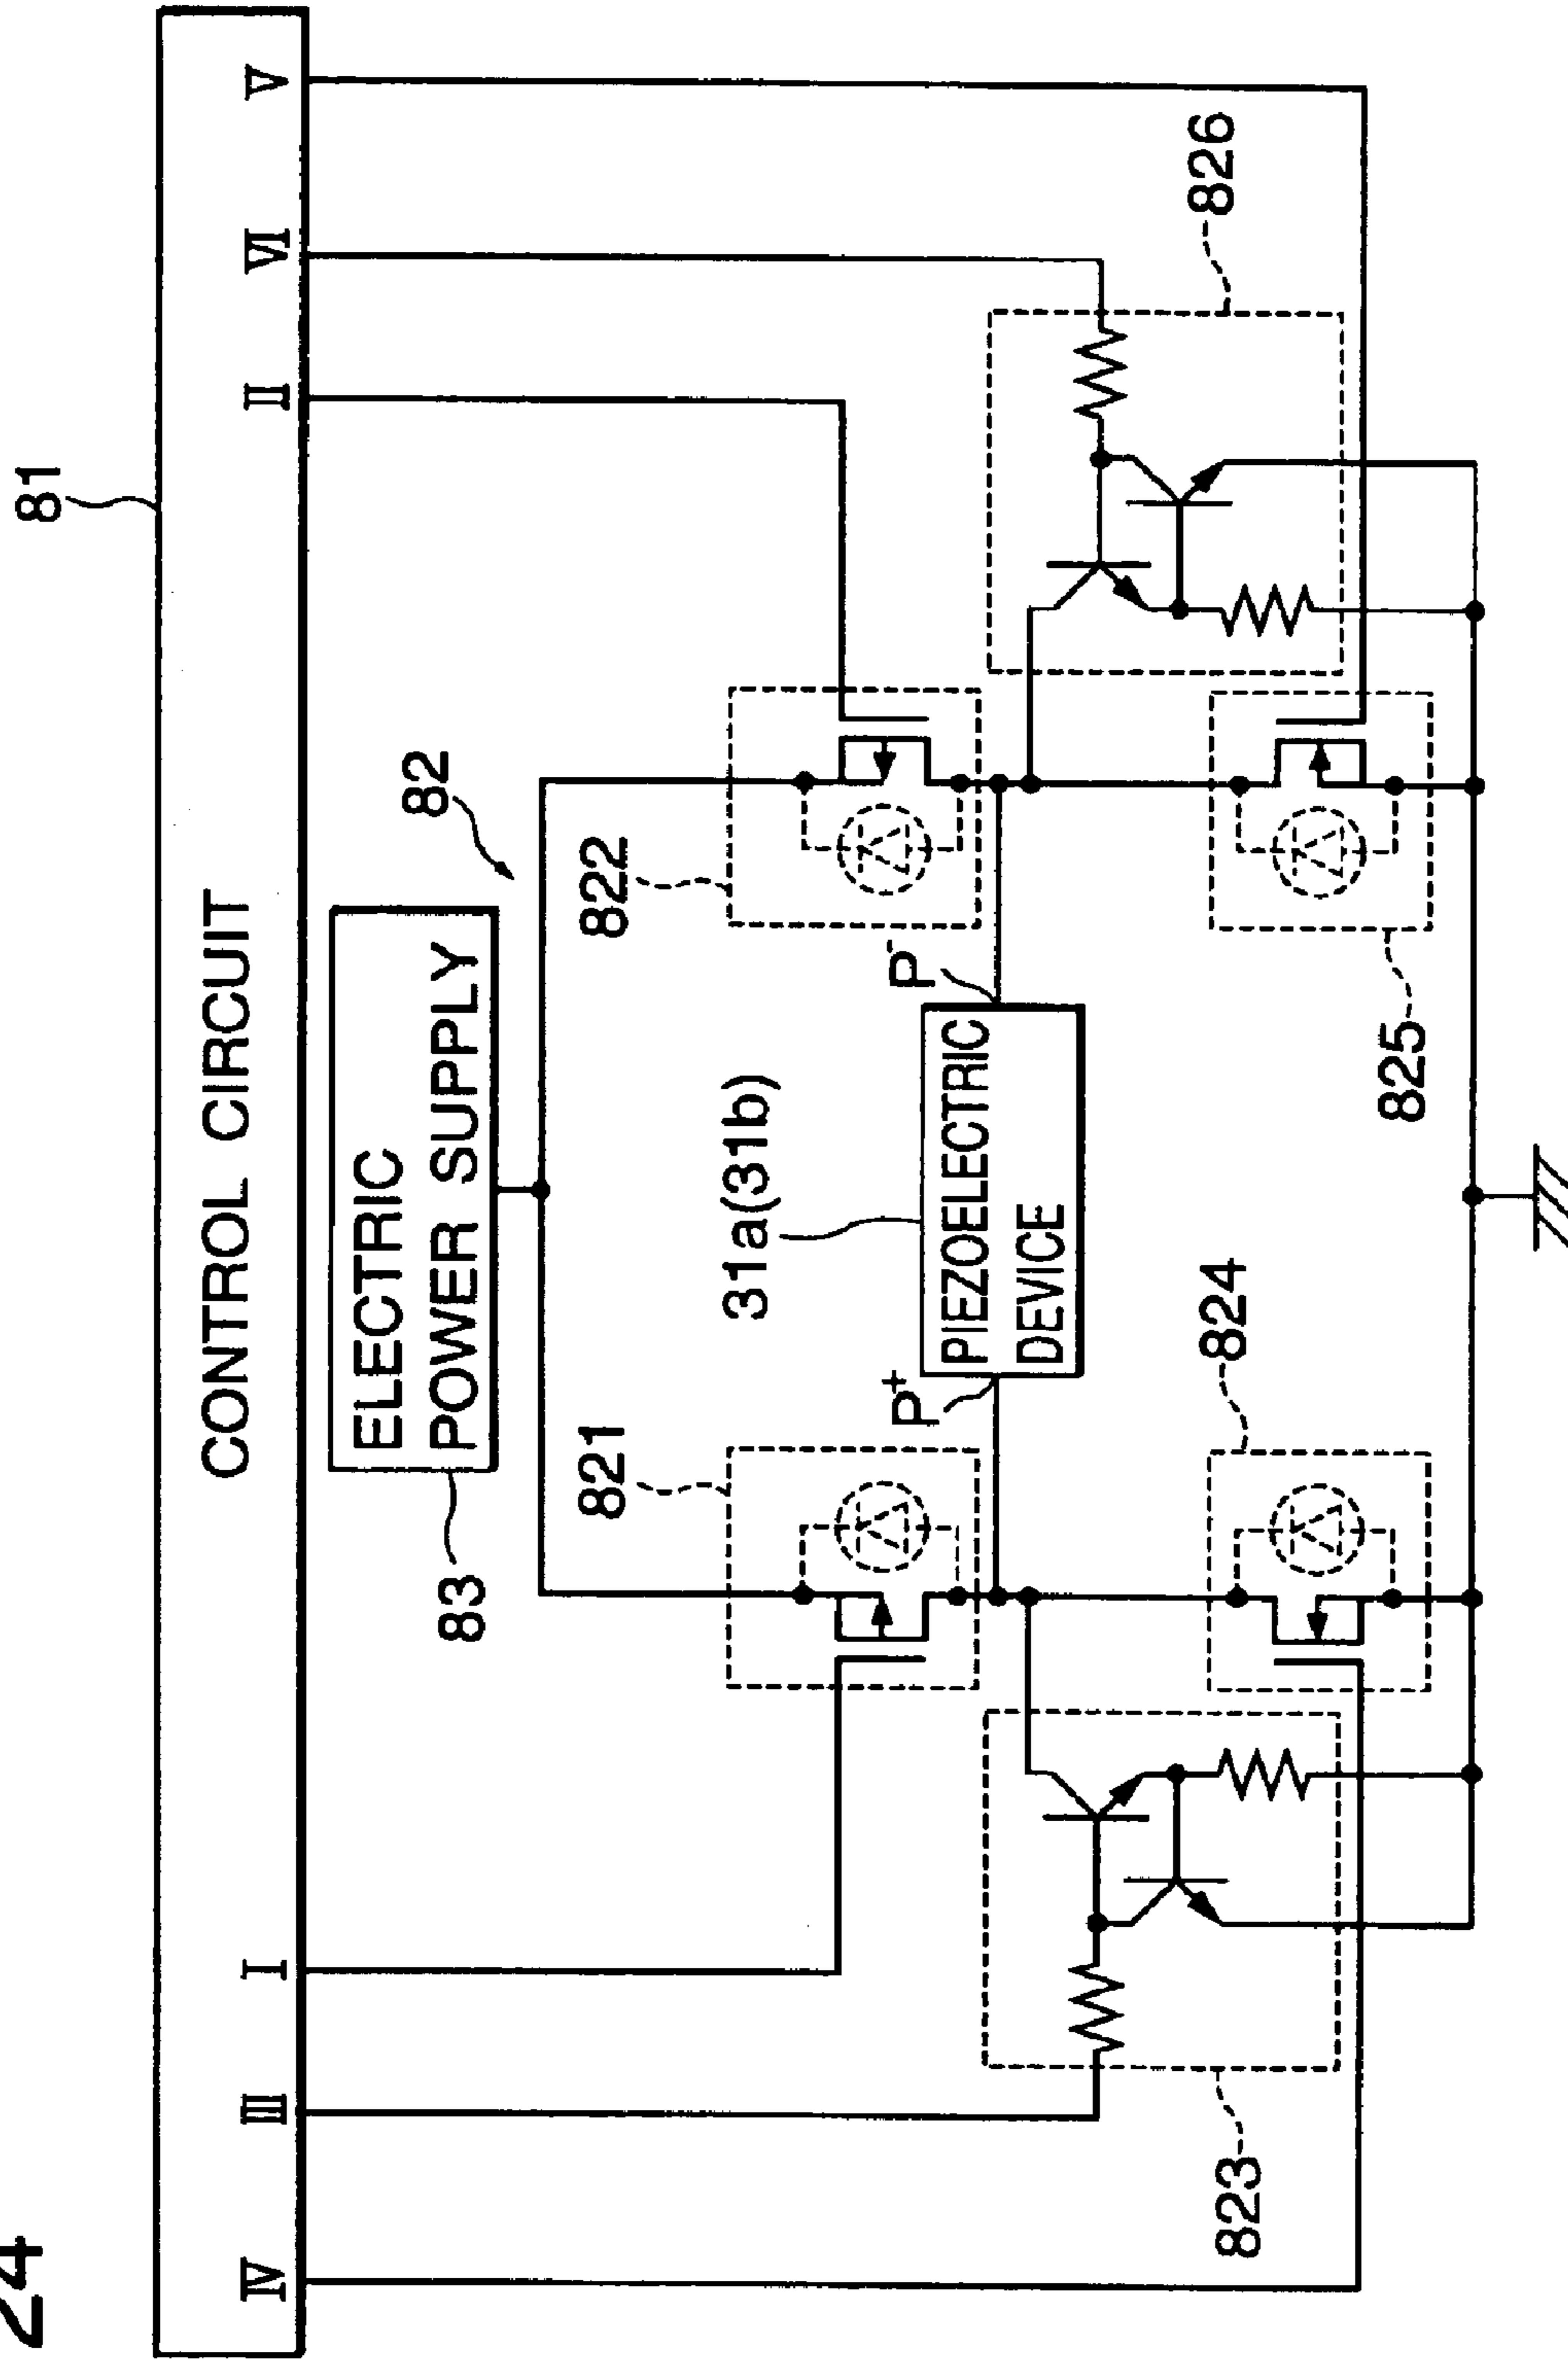 24
81
CONTROL CIRCUIT
IV
III
I
II
VI
V
ELECTRIC
POWER SUPPLY
83
82
821
822
31a(31b)
P+
P-
PIEZOELECTRIC
DEVICE
823
824
825
826